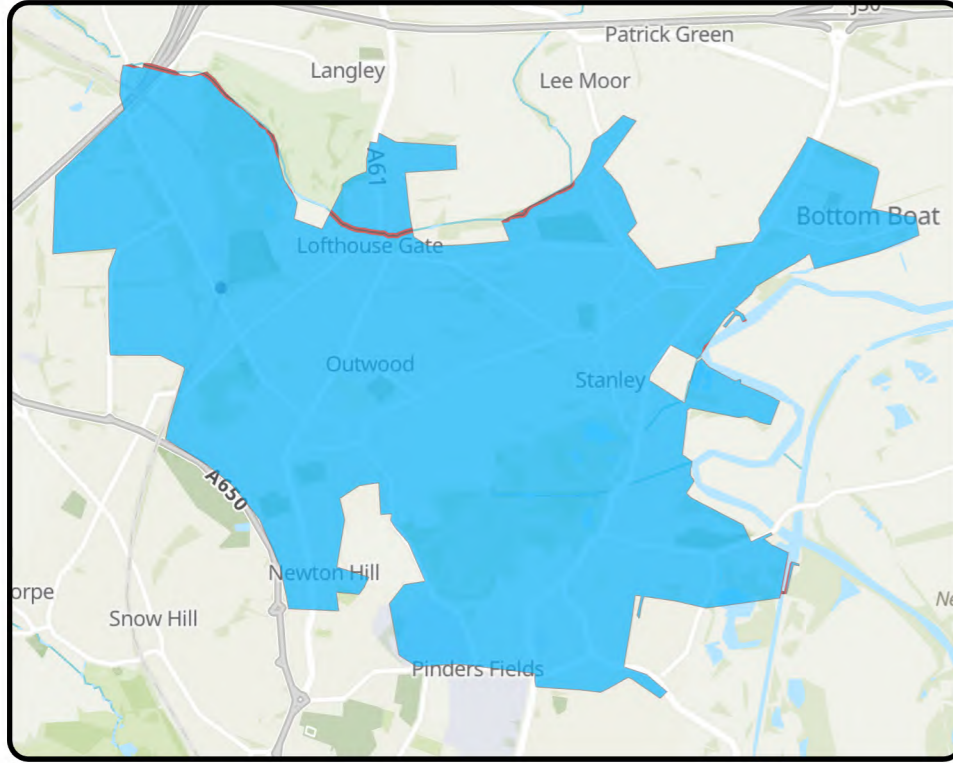 J30
Patrick Green
Langley
Lee Moor
A61
Bottom Boat
Lofthouse Gate
Outwood
Stanley
A650
Newton Hill
orpe
Ne
Snow Hill
Pinders Fields